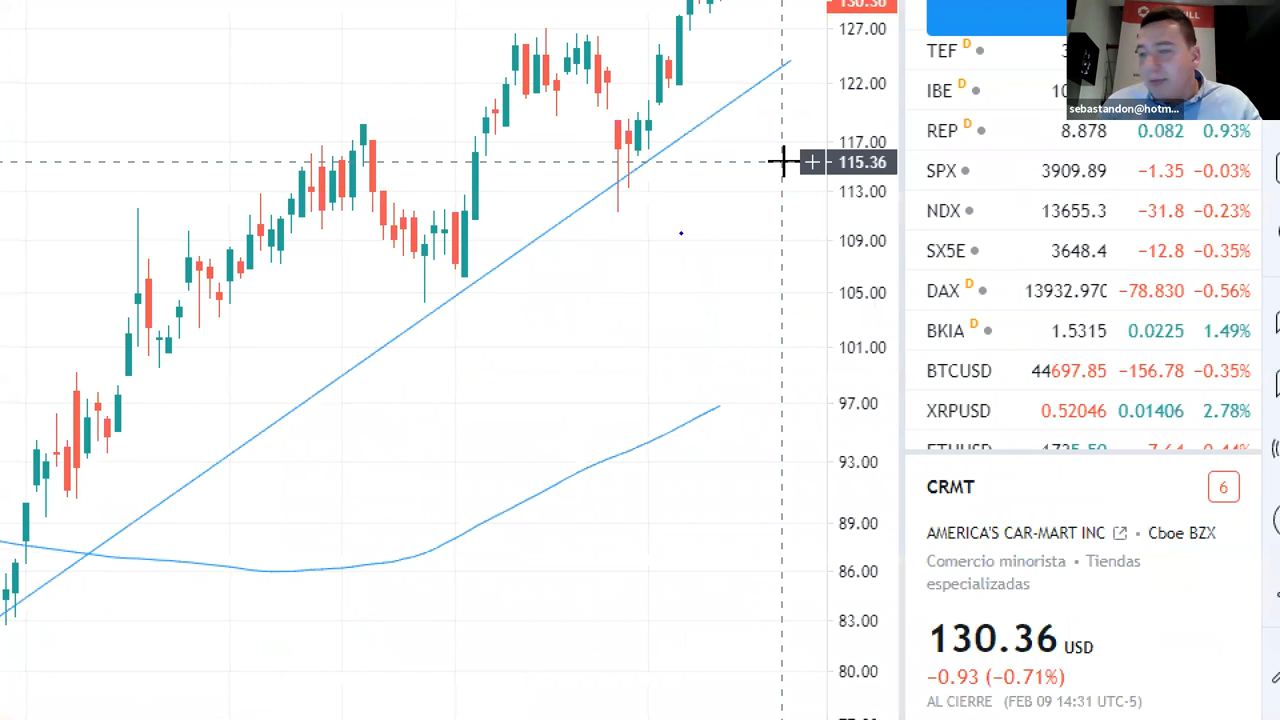 130.36
127.00
122.00
117.00
115.36
113.00
109.00
105.00
101.00
97.00
93.00
89.00
86.00
83.00
80.00
TEF D
IBE D
REP D 8.878 0.082 0.93%
SPX 3909.89 −1.35 −0.03%
NDX 13655.3 −31.8 −0.23%
SX5E 3648.4 −12.8 −0.35%
DAX D 13932.970 −78.830 −0.56%
BKIA D 1.5315 0.0225 1.49%
BTCUSD 44697.85 −156.78 −0.35%
XRPUSD 0.52046 0.01406 2.78%
sebastandon@hotm...
CRMT 6
AMERICA'S CAR-MART INC • Cboe BZX
Comercio minorista • Tiendas
especializadas
130.36 USD
−0.93 (−0.71%)
AL CIERRE (FEB 09 14:31 UTC-5)